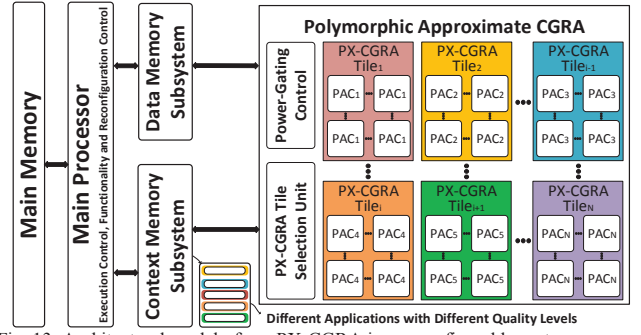 Main Memory
Main Processor
Execution Control, Functionality and Reconfiguration Control
Data Memory
Subsystem
Context Memory
Subsystem
Polymorphic Approximate CGRA
Power-Gating
Control
PX-CGRA Tile
Selection Unit
PX-CGRA
Tile1
PAC1 PAC1
PAC1 PAC1
PX-CGRA
Tile2
PAC2 PAC2
PAC2 PAC2
PX-CGRA
Tilei-1
PAC3 PAC3
PAC3 PAC3
PX-CGRA
Tilei
PAC4 PAC4
PAC4 PAC4
PX-CGRA
Tilei+1
PAC5 PAC5
PAC5 PAC5
PX-CGRA
TileN
PACN PACN
PACN PACN
Different Applications with Different Quality Levels